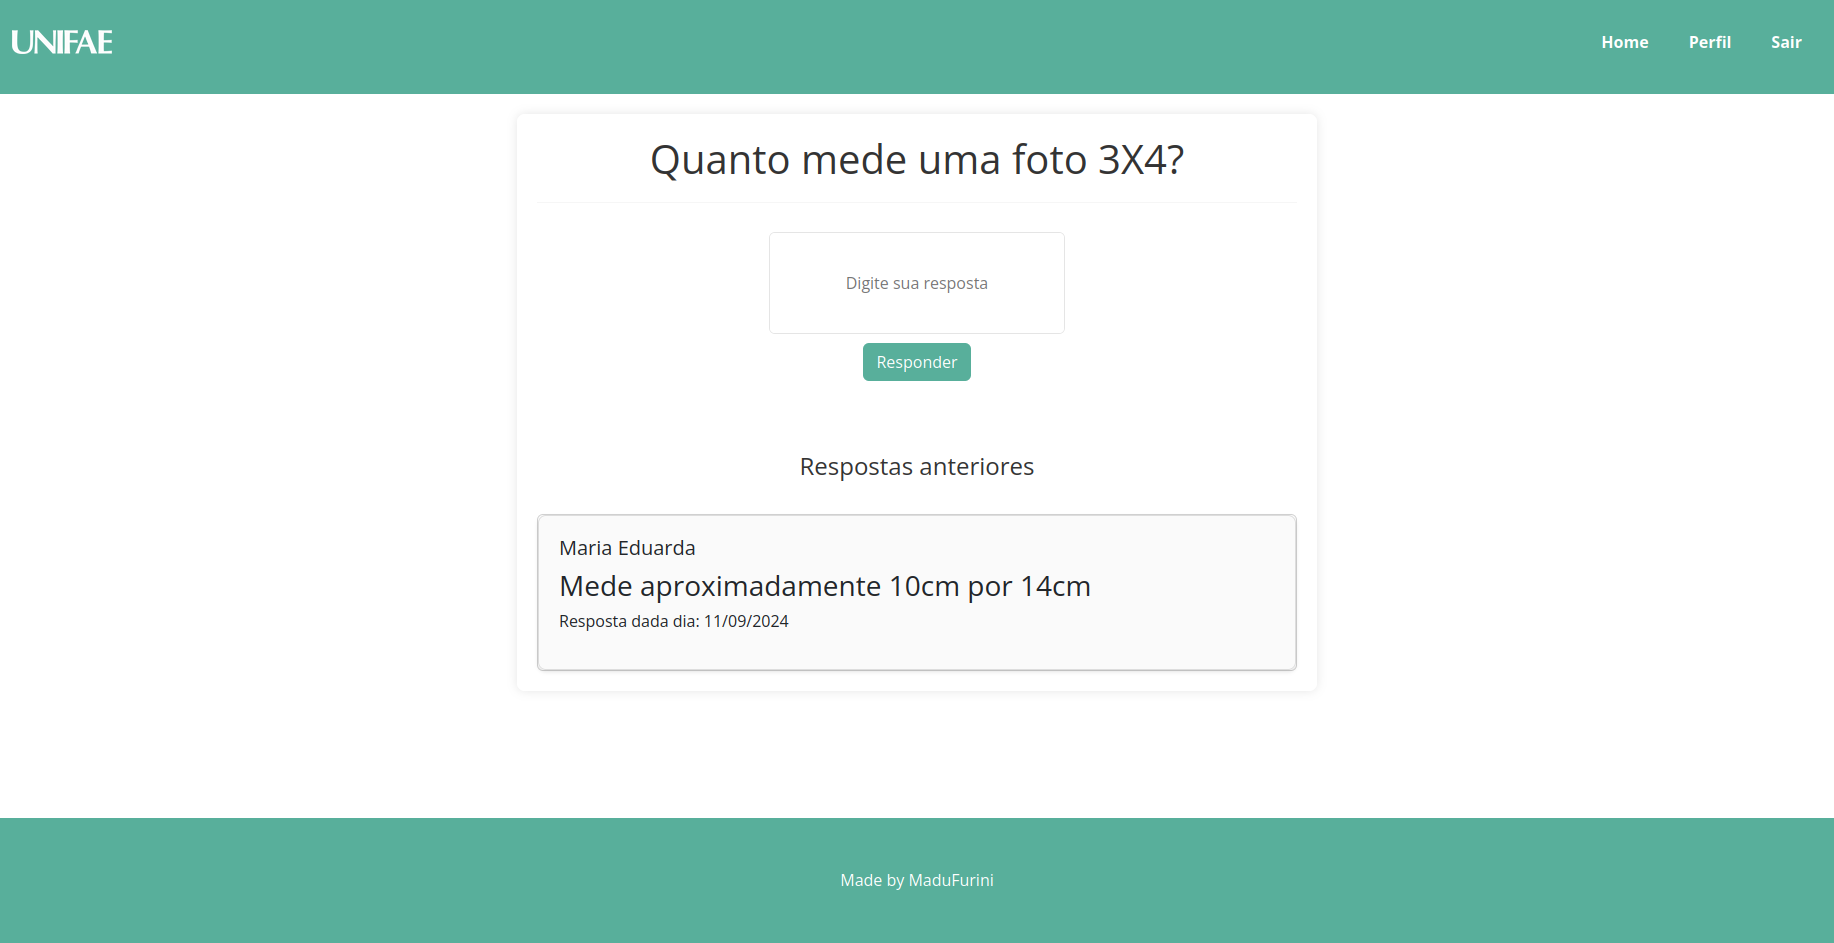 UNIFAE
Home
Perfil
Sair
Quanto mede uma foto 3X4?
Digite sua resposta
Responder
Respostas anteriores
Maria Eduarda
Mede aproximadamente 10cm por 14cm
Resposta dada dia: 11/09/2024
Made by MaduFurini